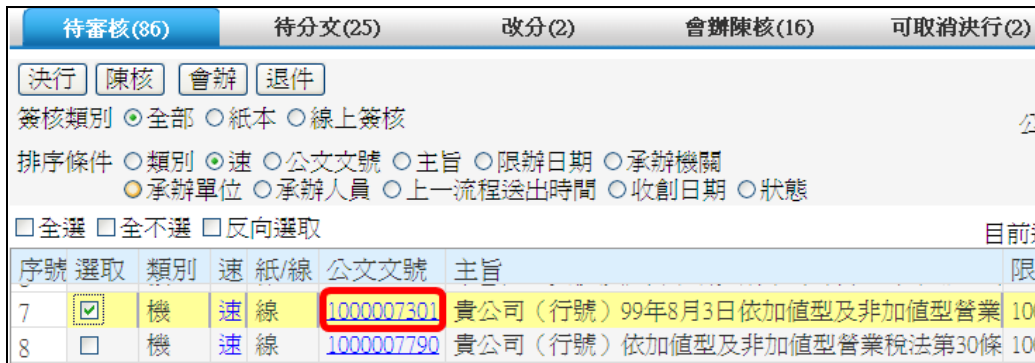 待審核(86) 待分文(25) 改分(2) 會辦陳核(16) 可取消決行(2)
決行 陳核 會辦 退件
簽核類別 全部 紙本 線上簽核
排序條件 類別 速 公文文號 主旨 限辦日期 承辦機關
承辦單位 承辦人員 上一流程送出時間 收創日期 狀態
全選 全不選 反向選取 目前
序號 選取 類別 速 紙/線 公文文號 主旨 限
7 機 速 線 1000007301 貴公司（行號）99年8月3日依加值型及非加值型營業 10
8 機 速 線 1000007790 貴公司（行號）依加值型及非加值型營業稅法第30條 10